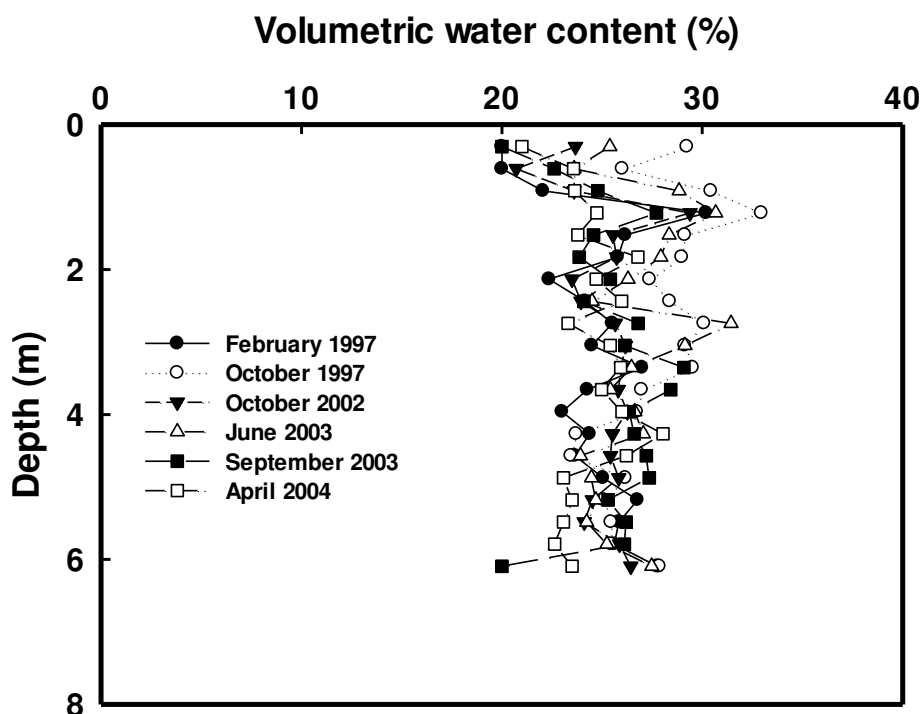 Volumetric water content (%)
0 10 20 30 40
0
2
4
6
8
Depth (m)
February 1997
October 1997
October 2002
June 2003
September 2003
April 2004